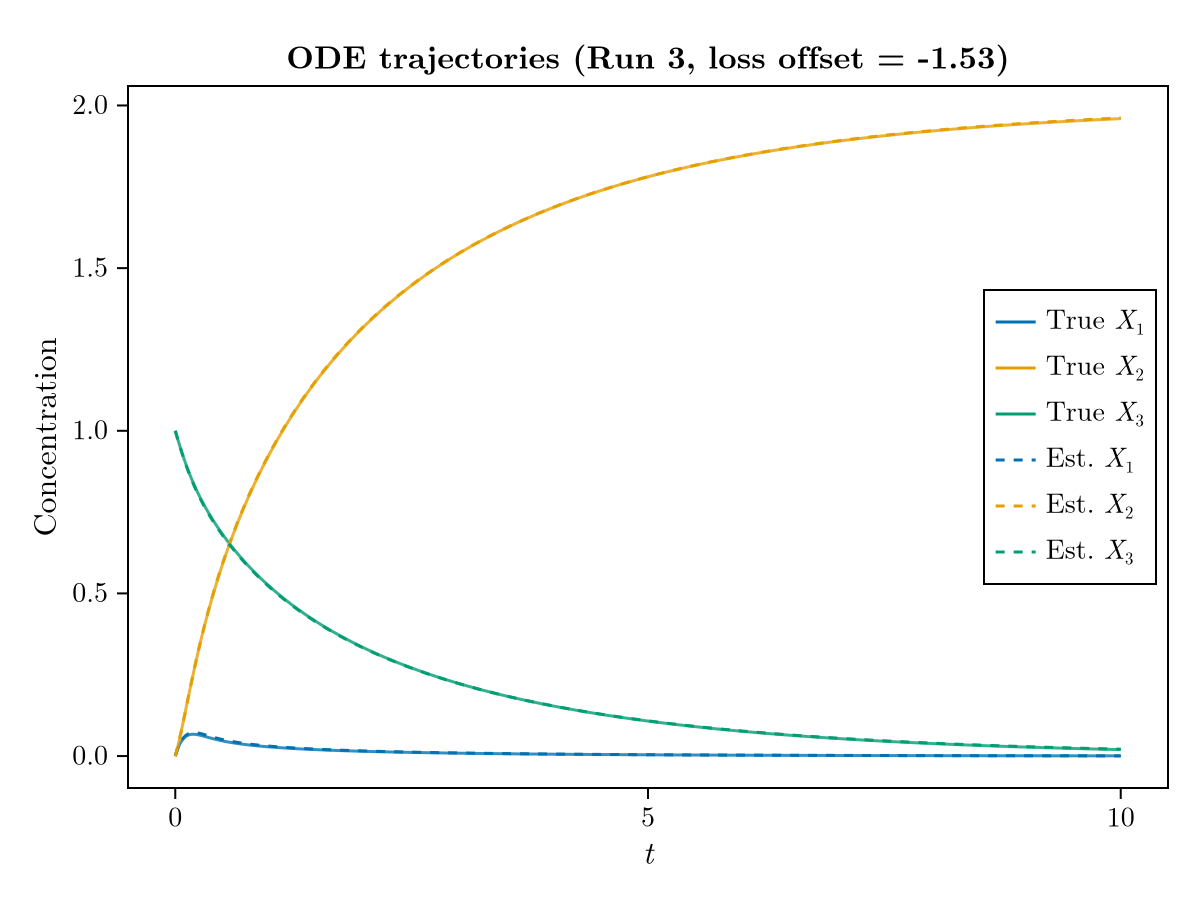 ODE trajectories (Run 3, loss offset = -1.53)
2.0
1.5
1.0
0.5
0.0
Concentration
True X₁
True X₂
True X₃
Est. X₁
Est. X₂
Est. X₃
0 5 10
t